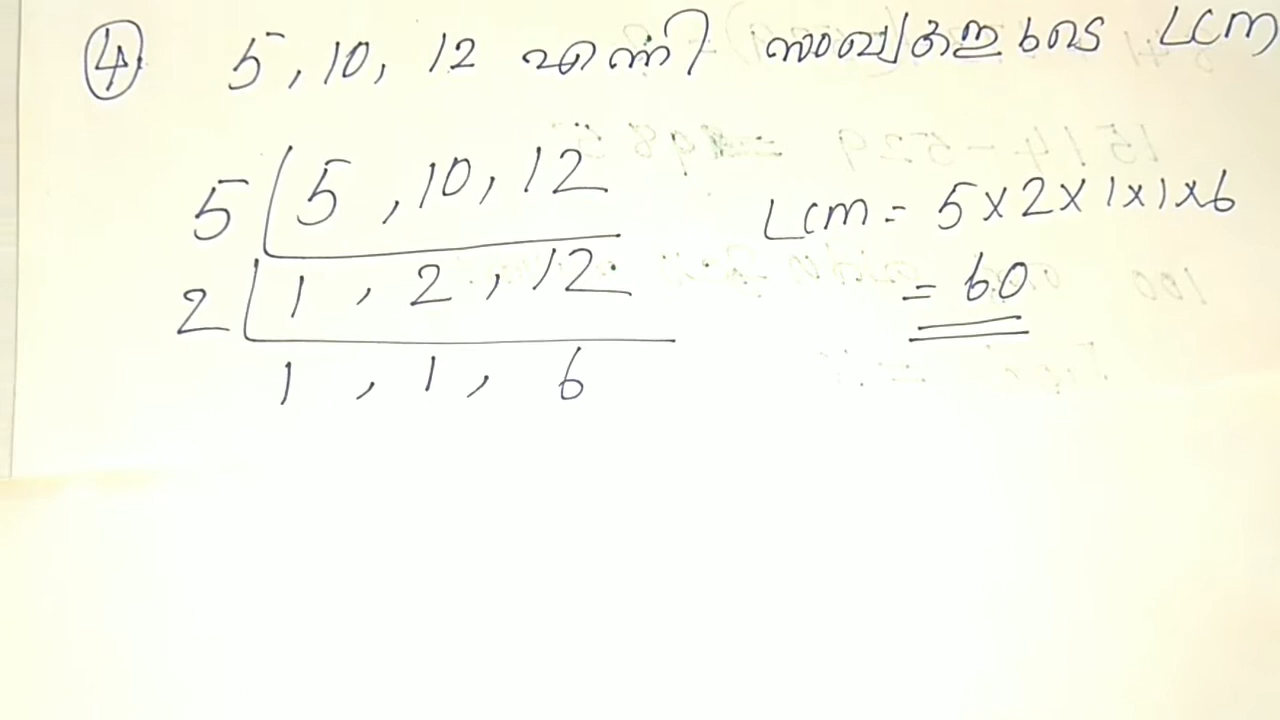 ④ 5, 10, 12 എന്നീ സംഖ്യകളുടെ LCM
5 5, 10, 12
LCM = 5×2×1×1×6
2 1, 2, 12
= 60
1, 1, 6